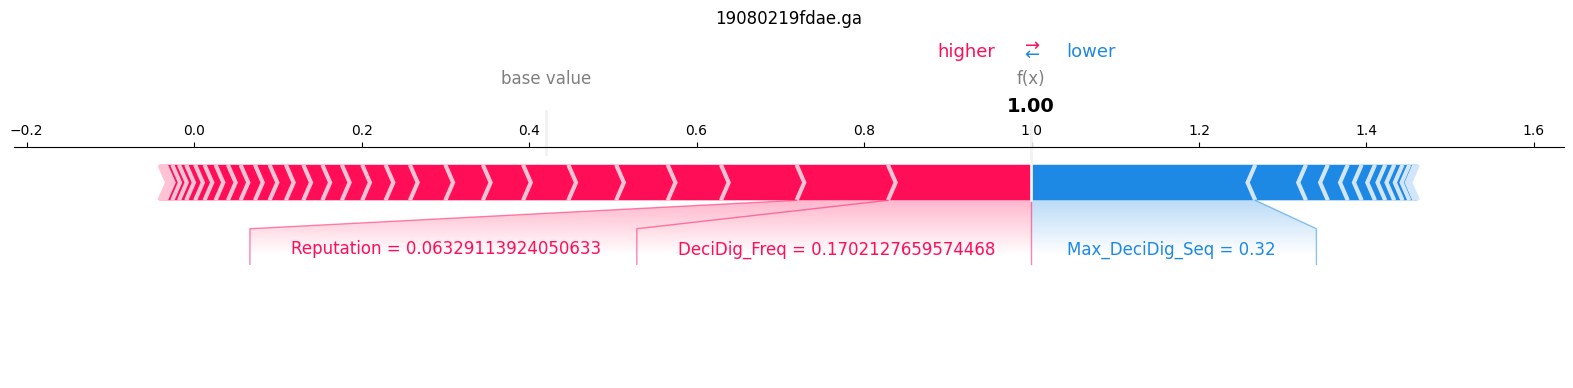 19080219fdae.ga
higher ⇄ lower
base value
f(x)
1.00
−0.2 0.0 0.2 0.4 0.6 0.8 1.0 1.2 1.4 1.6
Reputation = 0.06329113924050633
DeciDig_Freq = 0.1702127659574468
Max_DeciDig_Seq = 0.32